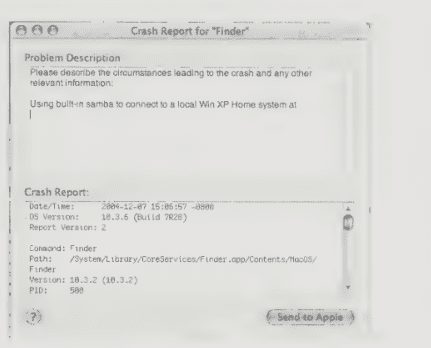 Crash Report for "Finder"
Problem Description
Please describe the circumstances leading to the crash and any other
relevant information:
Using built-in samba to connect to a local Win XP Home system at
Crash Report:
Date/Time: 2004-12-07 15:06:57 -0800
OS Version: 10.3.6 (Build 7R28)
Report Version: 2
Command: Finder
Path: /System/Library/CoreServices/Finder.app/Contents/MacOS/
Finder
Version: 10.3.2 (10.3.2)
PID: 500
?
Send to Apple